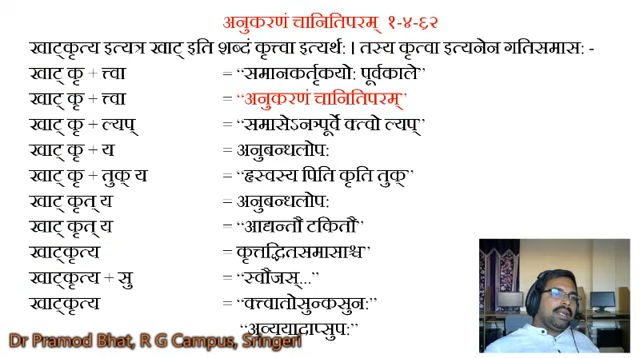 अनुकरणं चानितिपरम् १-४-६२
खाट्कृत्य इत्यत्र खाट् इति शब्दं कृत्त्वा इत्यर्थ: । तस्य कृत्वा इत्यनेन गतिसमास: -
खाट् कृ + त्त्वा = “समानकर्तृकयो: पूर्वकाले”
खाट् कृ + त्त्वा = “अनुकरणं चानितिपरम्”
खाट् कृ + ल्यप् = “समासेऽनञ्पूर्वे क्त्वो ल्यप्”
खाट् कृ + य = अनुबन्धलोप:
खाट् कृ + तुक् य = “हृस्वस्य पिति कृति तुक्”
खाट् कृत् य = अनुबन्धलोप:
खाट् कृत् य = “आद्यन्तौ टकितौ”
खाट्कृत्य = कृत्तद्धितसमासाश्च”
खाट्कृत्य + सु = “स्वौजस्...”
खाट्कृत्य = “क्त्त्वातोसुन्कसुन:”
“अव्ययादाप्सुप:”
Dr Pramod Bhat, R G Campus, Sringeri